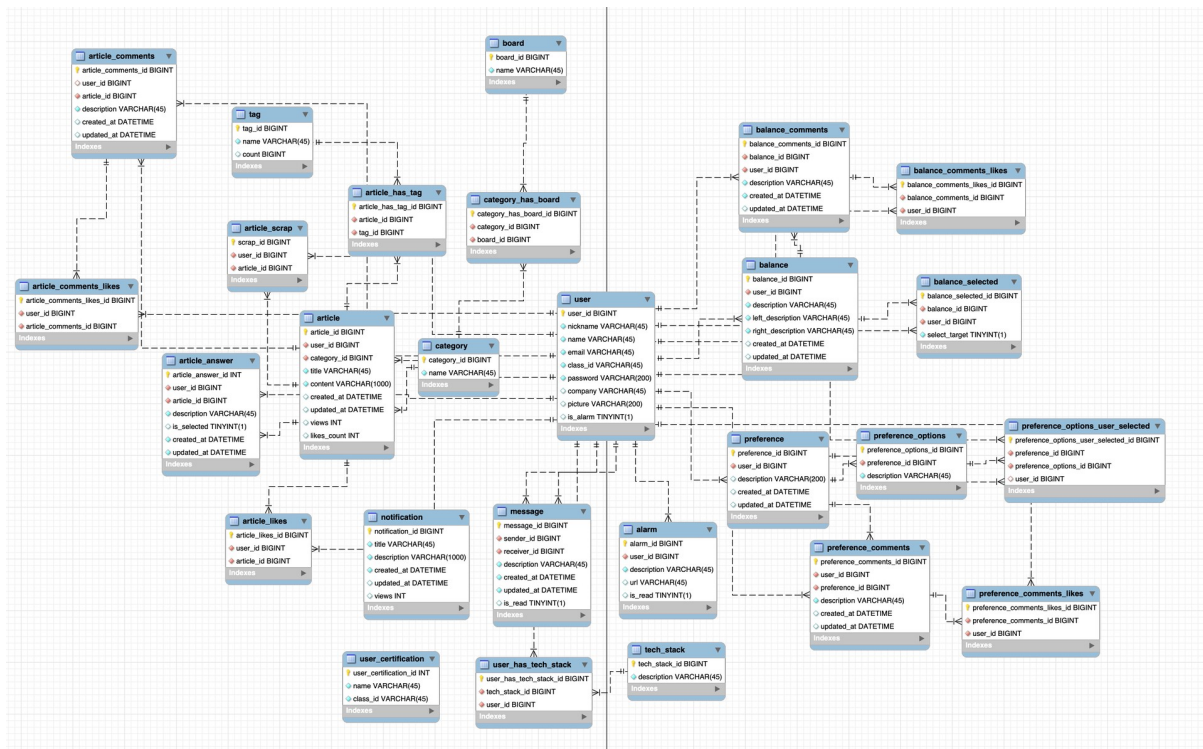 board
board_id BIGINT
name VARCHAR(45)
Indexes
article_comments
article_comments_id BIGINT
user_id BIGINT
article_id BIGINT
description VARCHAR(45)
created_at DATETIME
updated_at DATETIME
Indexes
tag
tag_id BIGINT
name VARCHAR(45)
count BIGINT
Indexes
balance_comments
balance_comments_id BIGINT
balance_id BIGINT
user_id BIGINT
description VARCHAR(45)
created_at DATETIME
updated_at DATETIME
Indexes
balance_comments_likes
balance_comments_likes_id BIGINT
balance_comments_id BIGINT
user_id BIGINT
Indexes
article_has_tag
article_has_tag_id BIGINT
article_id BIGINT
tag_id BIGINT
Indexes
category_has_board
category_has_board_id BIGINT
category_id BIGINT
board_id BIGINT
Indexes
article_scrap
scrap_id BIGINT
user_id BIGINT
article_id BIGINT
Indexes
article_comments_likes
article_comments_likes_id BIGINT
user_id BIGINT
article_comments_id BIGINT
Indexes
balance
balance_id BIGINT
user_id BIGINT
description VARCHAR(45)
left_description VARCHAR(45)
right_description VARCHAR(45)
created_at DATETIME
updated_at DATETIME
Indexes
balance_selected
balance_selected_id BIGINT
balance_id BIGINT
user_id BIGINT
select_target TINYINT(1)
Indexes
user
user_id BIGINT
nickname VARCHAR(45)
name VARCHAR(45)
email VARCHAR(45)
class_id VARCHAR(45)
password VARCHAR(200)
company VARCHAR(45)
picture VARCHAR(200)
is_alarm TINYINT(1)
Indexes
article
article_id BIGINT
user_id BIGINT
category_id BIGINT
title VARCHAR(45)
content VARCHAR(1000)
created_at DATETIME
updated_at DATETIME
views INT
likes_count INT
Indexes
category
category_id BIGINT
name VARCHAR(45)
Indexes
article_answer
article_answer_id INT
user_id BIGINT
article_id BIGINT
description VARCHAR(45)
is_selected TINYINT(1)
created_at DATETIME
updated_at DATETIME
Indexes
preference
preference_id BIGINT
user_id BIGINT
description VARCHAR(200)
created_at DATETIME
updated_at DATETIME
Indexes
preference_options
preference_options_id BIGINT
preference_id BIGINT
description VARCHAR(45)
Indexes
preference_options_user_selected
preference_options_user_selected_id BIGINT
preference_id BIGINT
preference_options_id BIGINT
user_id BIGINT
Indexes
article_likes
article_likes_id BIGINT
user_id BIGINT
article_id BIGINT
Indexes
notification
notification_id BIGINT
title VARCHAR(45)
description VARCHAR(1000)
created_at DATETIME
updated_at DATETIME
views INT
Indexes
message
message_id BIGINT
sender_id BIGINT
receiver_id BIGINT
description VARCHAR(45)
created_at DATETIME
updated_at DATETIME
is_read TINYINT(1)
Indexes
alarm
alarm_id BIGINT
user_id BIGINT
description VARCHAR(45)
url VARCHAR(45)
is_read TINYINT(1)
Indexes
preference_comments
preference_comments_id BIGINT
user_id BIGINT
preference_id BIGINT
description VARCHAR(45)
created_at DATETIME
updated_at DATETIME
Indexes
preference_comments_likes
preference_comments_likes_id BIGINT
preference_comments_id BIGINT
user_id BIGINT
Indexes
user_certification
user_certification_id INT
name VARCHAR(45)
class_id VARCHAR(45)
Indexes
user_has_tech_stack
user_has_tech_stack_id BIGINT
tech_stack_id BIGINT
user_id BIGINT
Indexes
tech_stack
tech_stack_id BIGINT
description VARCHAR(45)
Indexes